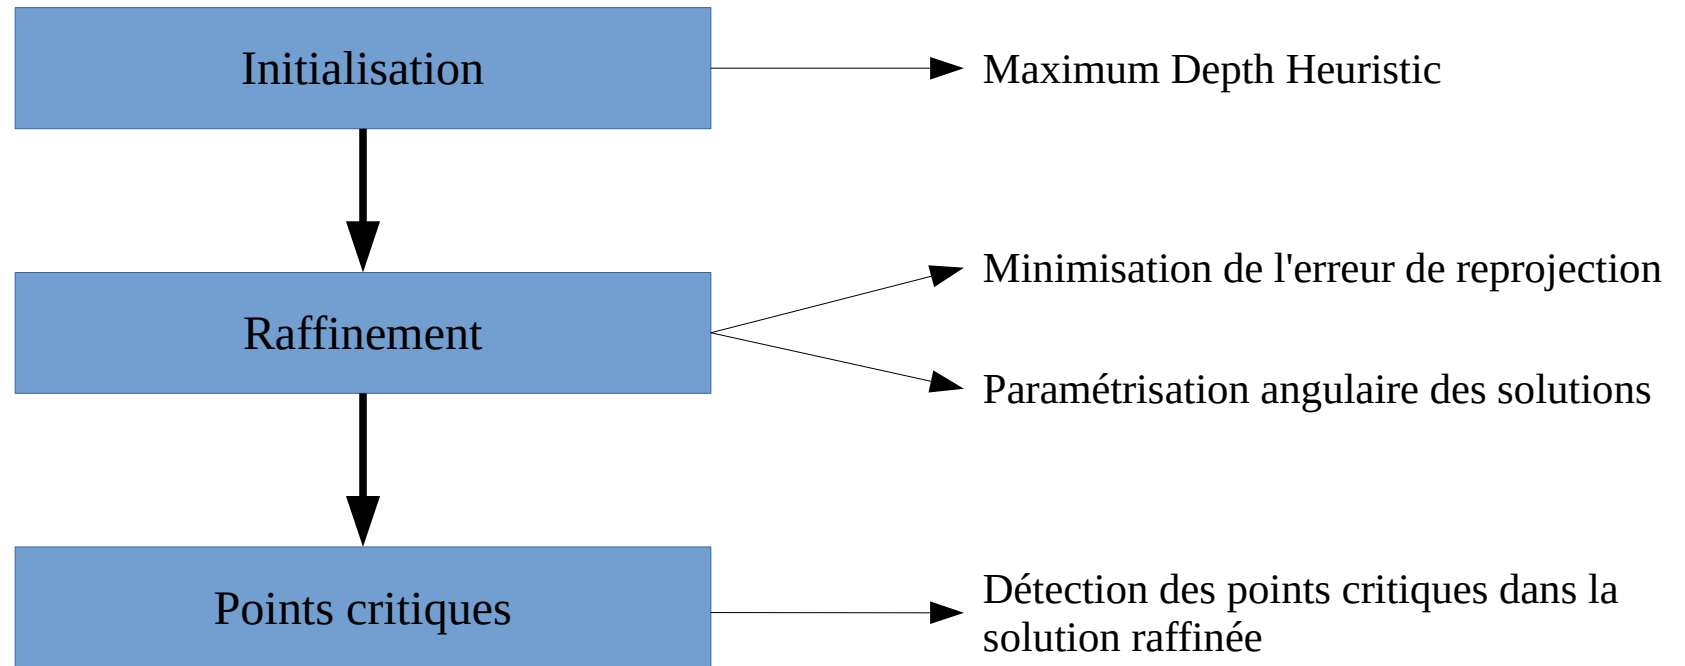 Initialisation
Maximum Depth Heuristic
Raffinement
Minimisation de l'erreur de reprojection
Paramétrisation angulaire des solutions
Points critiques
Détection des points critiques dans la
solution raffinée